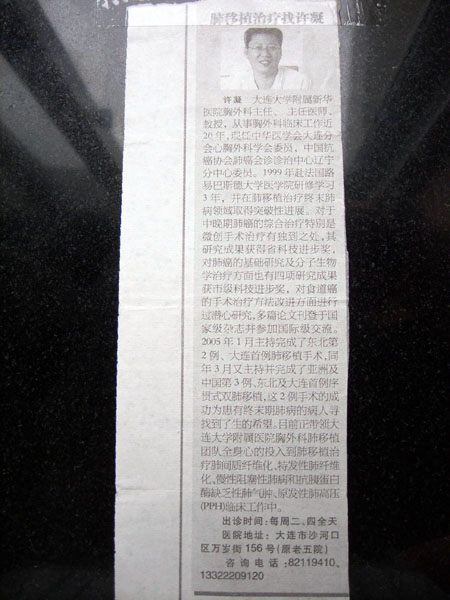 肺移植治疗找许凝
许凝 大连大学附属新华
医院胸外科主任、主任医师、
教授，从事胸外科临床工作近
20年，现任中华医学会大连分
会心胸外科学会委员，中国抗
癌协会肺癌会诊诊治中心辽宁
分中心委员。1999年赴法国路
易巴斯德大学医学院研修学习
3年，并在肺移植治疗终末肺
病领域取得突破性进展。对于
中晚期肺癌的综合治疗特别是
微创手术治疗有独到之处，其
研究成果获得省科技进步奖，
对肺癌的基础研究及分子生物
学治疗方面也有四项研究成果
获市级科技进步奖，对食道癌
的手术治疗方法改进方面进行
过潜心研究，多篇论文刊登于国
家级杂志并参加国际级交流。
2005年1月主持完成了东北第
2例、大连首例肺移植手术，同
年3月又主持并完成了亚洲及
中国第3例、东北及大连首例序
贯式双肺移植，这2例手术的成
功为患有终末期肺病的病人寻
找到了生的希望。目前正带领大
连大学附属医院胸外科肺移植
团队全身心的投入到肺移植治
疗肺间质纤维化、特发性肺纤维
化、慢性阻塞性肺病和抗胰蛋白
酶缺乏性肺气肿、原发性肺高压
(PPH)临床工作中。
出诊时间：每周二、四全天
医院地址：大连市沙河口
区万岁街156号(原老五院)
咨询电话：82119410、
13322209120